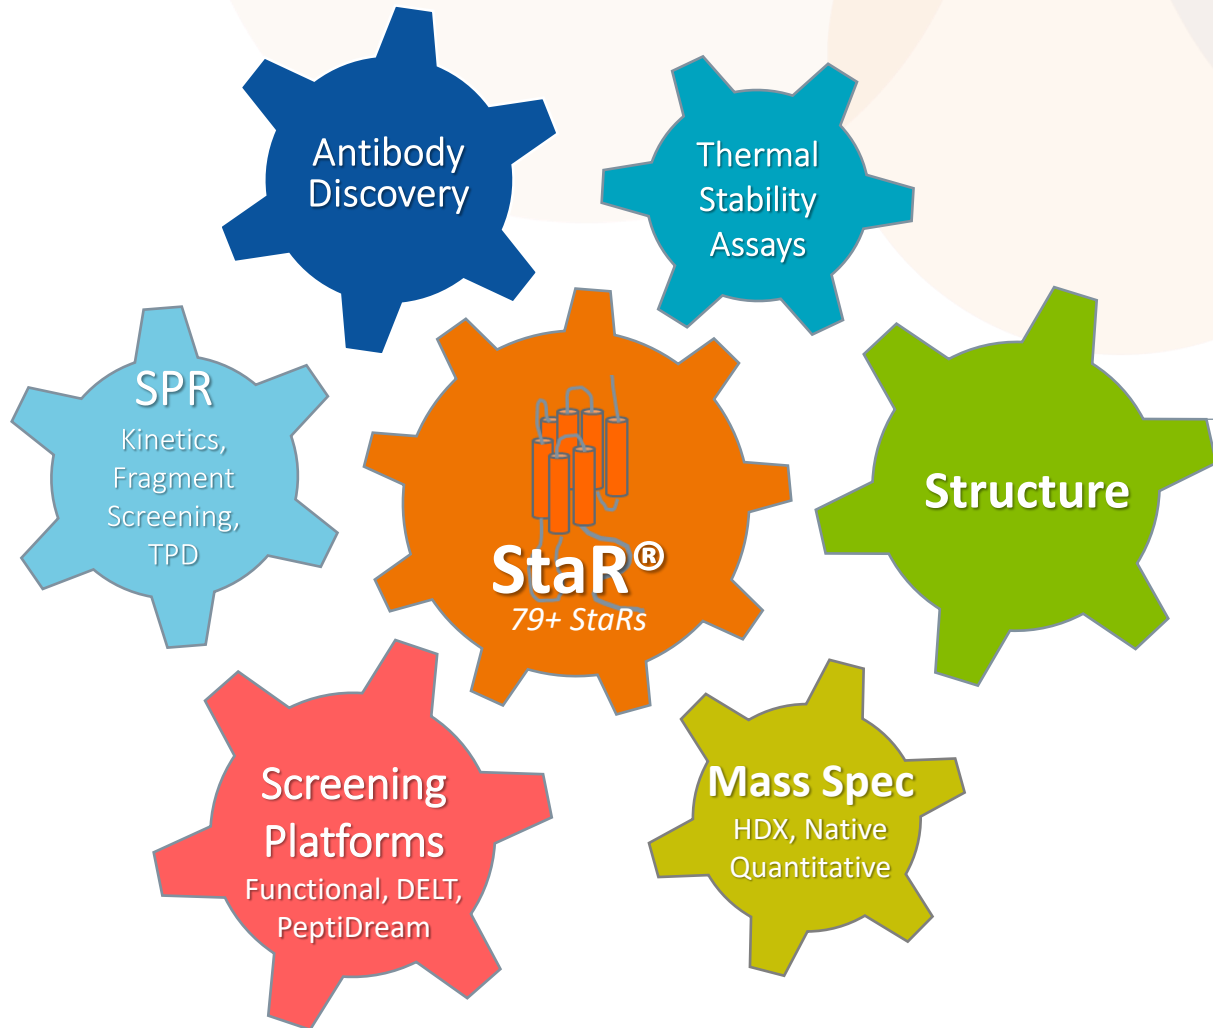 Antibody
Discovery
Thermal
Stability
Assays
SPR
Kinetics,
Fragment
Screening,
TPD
StaR®
79+ StaRs
Structure
Screening
Platforms
Functional, DELT,
PeptiDream
Mass Spec
HDX, Native
Quantitative